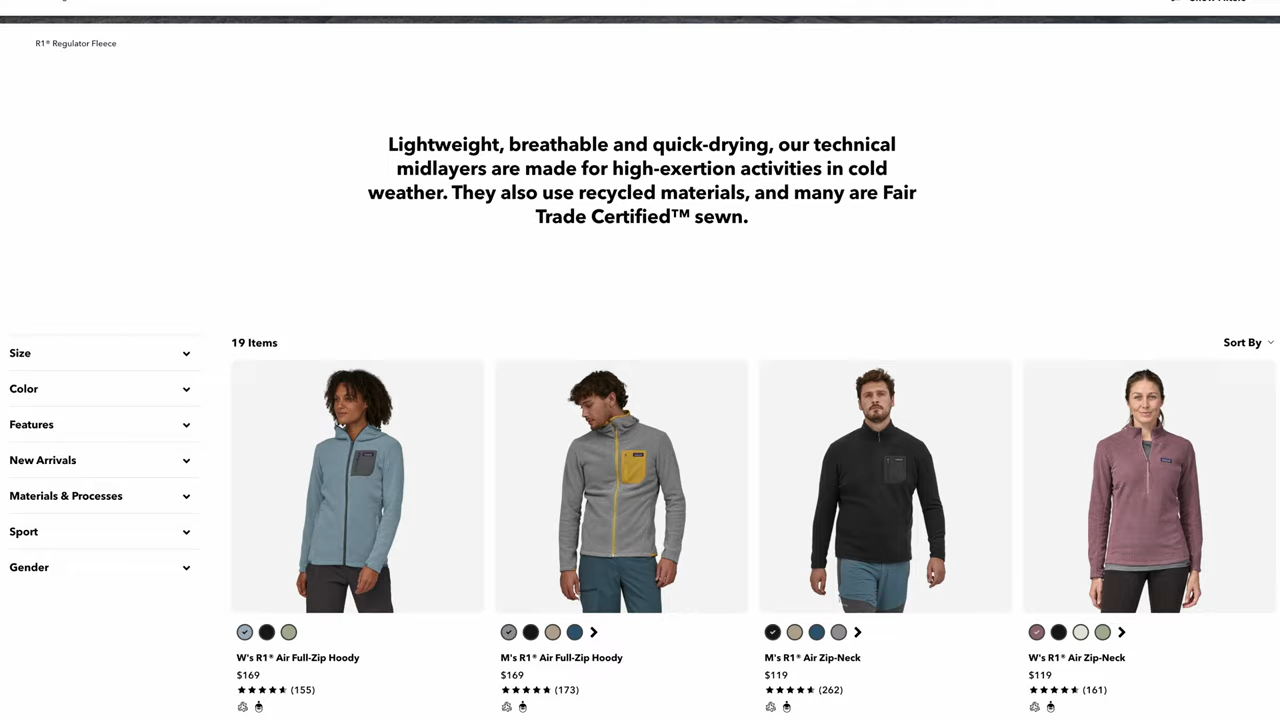 R1® Regulator Fleece
Lightweight, breathable and quick-drying, our technical
midlayers are made for high-exertion activities in cold
weather. They also use recycled materials, and many are Fair
Trade Certified™ sewn.
Size
Color
Features
New Arrivals
Materials & Processes
Sport
Gender
19 Items
Sort By
W's R1® Air Full-Zip Hoody
$169
(155)
M's R1® Air Full-Zip Hoody
$169
(173)
M's R1® Air Zip-Neck
$119
(262)
W's R1® Air Zip-Neck
$119
(161)